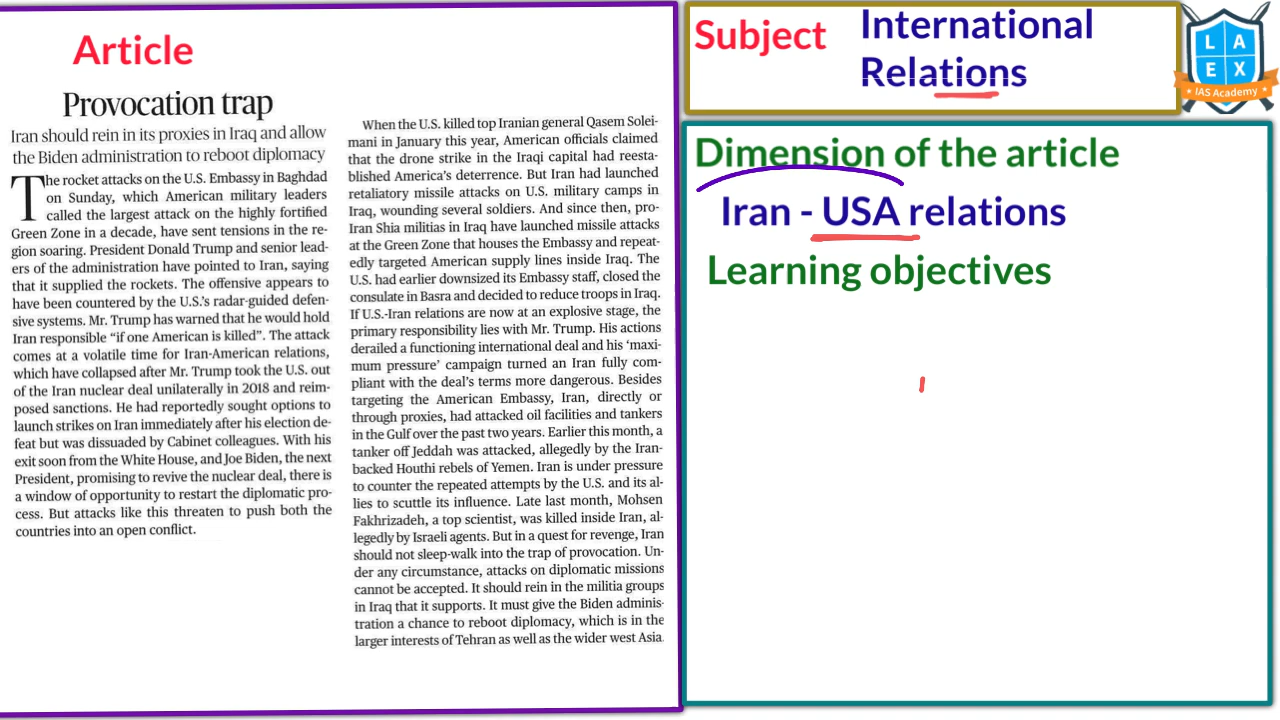 Article
Provocation trap
Iran should rein in its proxies in Iraq and allow
the Biden administration to reboot diplomacy
The rocket attacks on the U.S. Embassy in Baghdad
on Sunday, which American military leaders
called the largest attack on the highly fortified
Green Zone in a decade, have sent tensions in the re-
gion soaring. President Donald Trump and senior lead-
ers of the administration have pointed to Iran, saying
that it supplied the rockets. The offensive appears to
have been countered by the U.S.'s radar-guided defen-
sive systems. Mr. Trump has warned that he would hold
Iran responsible “if one American is killed”. The attack
comes at a volatile time for Iran-American relations,
which have collapsed after Mr. Trump took the U.S. out
of the Iran nuclear deal unilaterally in 2018 and reim-
posed sanctions. He had reportedly sought options to
launch strikes on Iran immediately after his election de-
feat but was dissuaded by Cabinet colleagues. With his
exit soon from the White House, and Joe Biden, the next
President, promising to revive the nuclear deal, there is
a window of opportunity to restart the diplomatic pro-
cess. But attacks like this threaten to push both the
countries into an open conflict.
When the U.S. killed top Iranian general Qasem Solei-
mani in January this year, American officials claimed
that the drone strike in the Iraqi capital had reesta-
blished America's deterrence. But Iran had launched
retaliatory missile attacks on U.S. military camps in
Iraq, wounding several soldiers. And since then, pro-
Iran Shia militias in Iraq have launched missile attacks
at the Green Zone that houses the Embassy and repeat-
edly targeted American supply lines inside Iraq. The
U.S. had earlier downsized its Embassy staff, closed the
consulate in Basra and decided to reduce troops in Iraq.
If U.S.-Iran relations are now at an explosive stage, the
primary responsibility lies with Mr. Trump. His actions
derailed a functioning international deal and his ‘maxi-
mum pressure’ campaign turned an Iran fully com-
pliant with the deal's terms more dangerous. Besides
targeting the American Embassy, Iran, directly or
through proxies, had attacked oil facilities and tankers
in the Gulf over the past two years. Earlier this month, a
tanker off Jeddah was attacked, allegedly by the Iran-
backed Houthi rebels of Yemen. Iran is under pressure
to counter the repeated attempts by the U.S. and its al-
lies to scuttle its influence. Late last month, Mohsen
Fakhrizadeh, a top scientist, was killed inside Iran, al-
legedly by Israeli agents. But in a quest for revenge, Iran
should not sleep-walk into the trap of provocation. Un-
der any circumstance, attacks on diplomatic missions
cannot be accepted. It should rein in the militia groups
in Iraq that it supports. It must give the Biden adminis-
tration a chance to reboot diplomacy, which is in the
larger interests of Tehran as well as the wider west Asia.
Subject
International
Relations
LAEX
IAS Academy
Dimension of the article
Iran - USA relations
Learning objectives